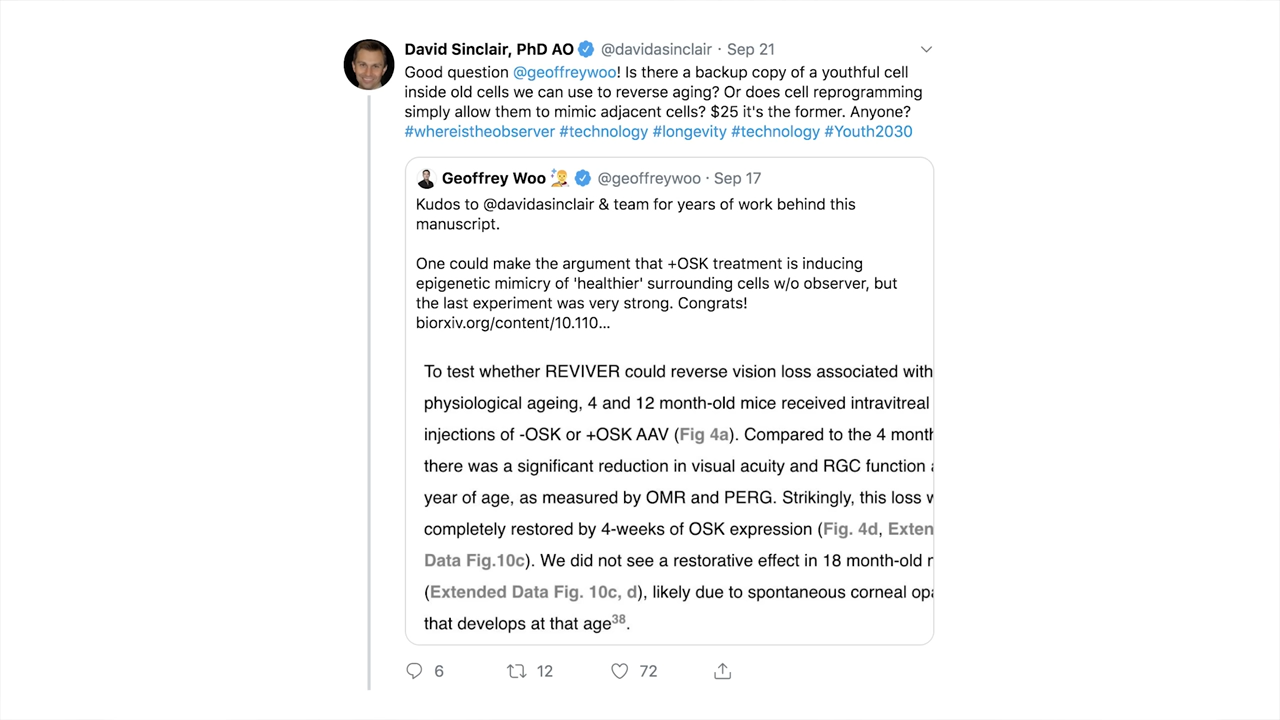 David Sinclair, PhD AO @davidasinclair · Sep 21
Good question @geoffreywoo! Is there a backup copy of a youthful cell
inside old cells we can use to reverse aging? Or does cell reprogramming
simply allow them to mimic adjacent cells? $25 it's the former. Anyone?
#whereistheobserver #technology #longevity #technology #Youth2030
Geoffrey Woo @geoffreywoo · Sep 17
Kudos to @davidasinclair & team for years of work behind this
manuscript.
One could make the argument that +OSK treatment is inducing
epigenetic mimicry of 'healthier' surrounding cells w/o observer, but
the last experiment was very strong. Congrats!
biorxiv.org/content/10.110...
To test whether REVIVER could reverse vision loss associated with
physiological ageing, 4 and 12 month-old mice received intravitreal
injections of -OSK or +OSK AAV (Fig 4a). Compared to the 4 month
there was a significant reduction in visual acuity and RGC function
year of age, as measured by OMR and PERG. Strikingly, this loss
completely restored by 4-weeks of OSK expression (Fig. 4d, Exten
Data Fig.10c). We did not see a restorative effect in 18 month-old
(Extended Data Fig. 10c, d), likely due to spontaneous corneal
that develops at that age38.
6 12 72